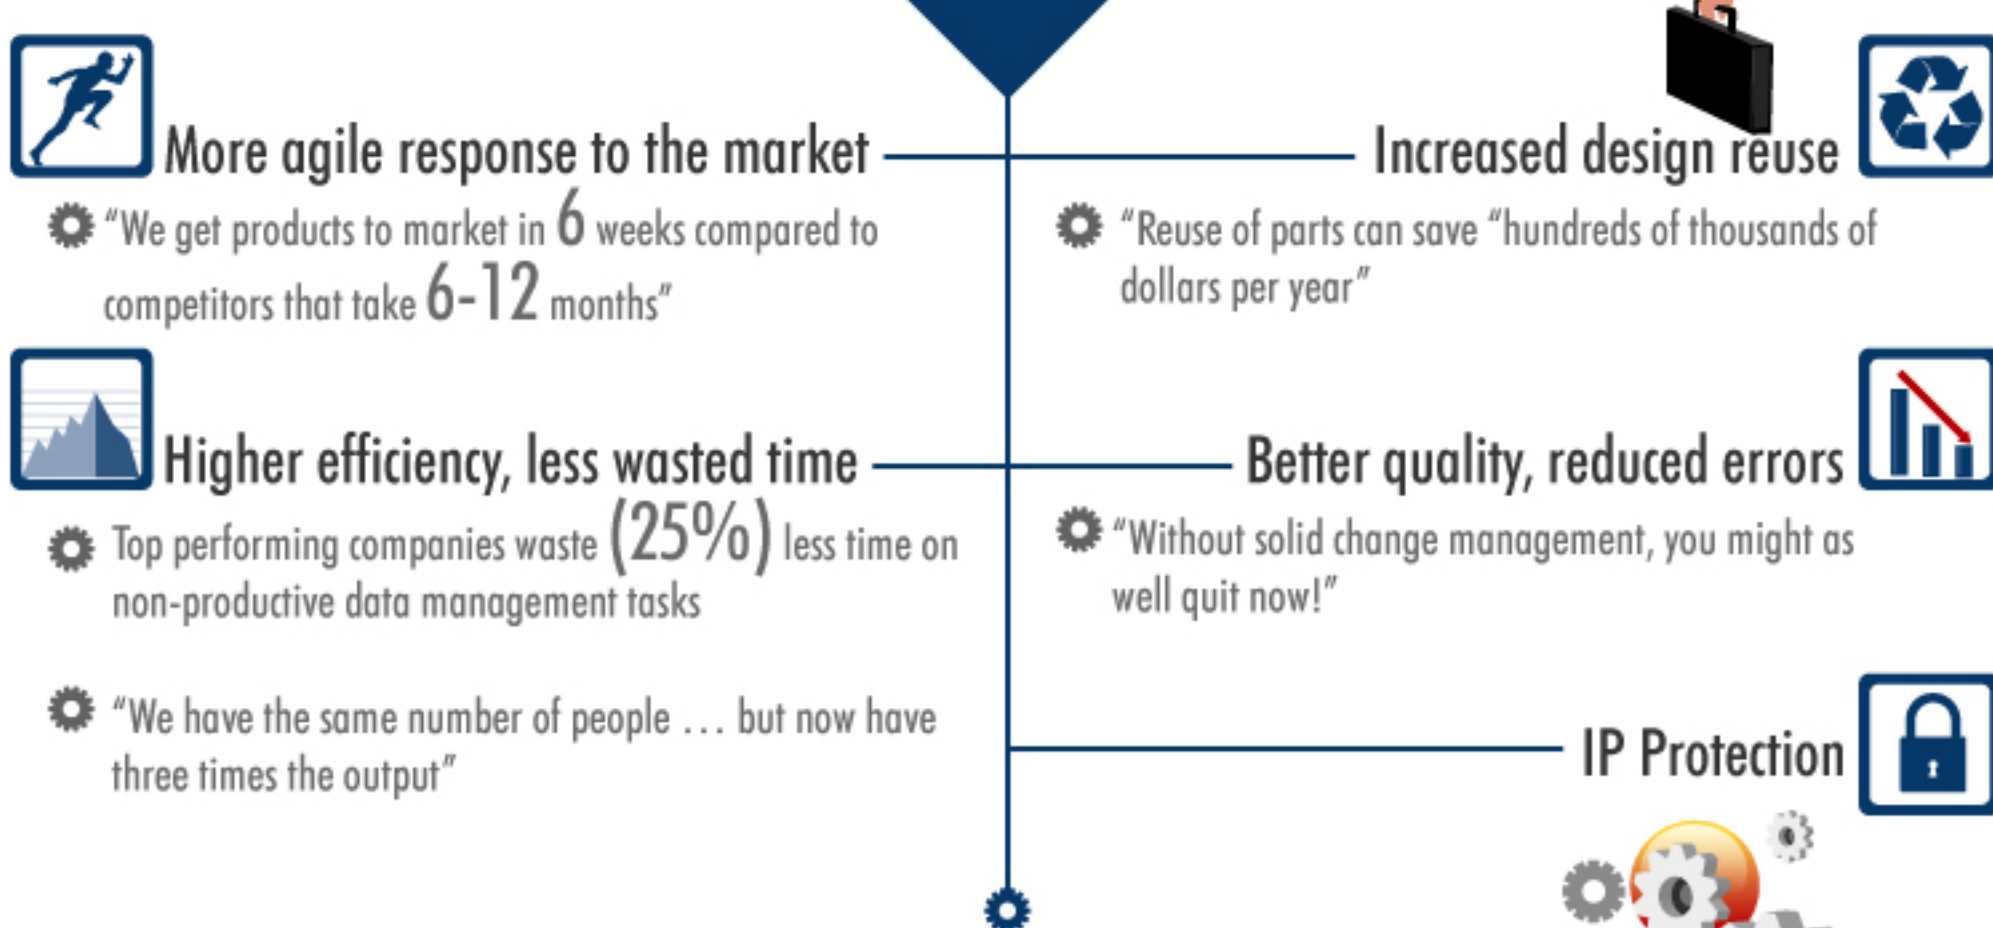 More agile response to the market
“We get products to market in 6 weeks compared to
competitors that take 6-12 months”
Higher efficiency, less wasted time
Top performing companies waste (25%) less time on
non-productive data management tasks
“We have the same number of people ... but now have
three times the output”
Increased design reuse
“Reuse of parts can save “hundreds of thousands of
dollars per year”
Better quality, reduced errors
“Without solid change management, you might as
well quit now!”
IP Protection